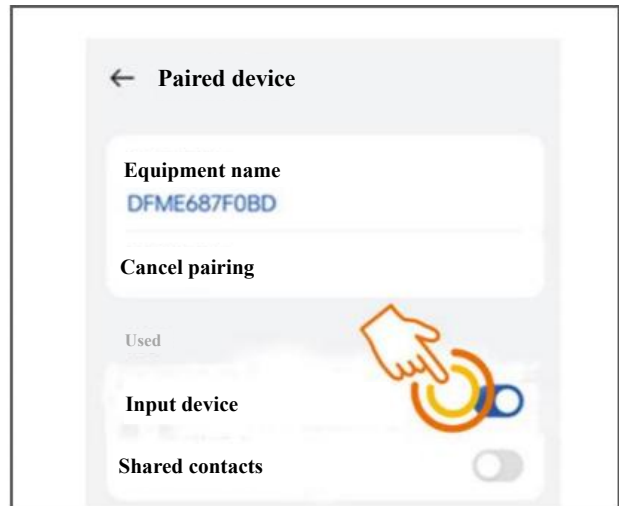 ← Paired device
Equipment name
DFME687F0BD
Cancel pairing
Used
Input device
Shared contacts